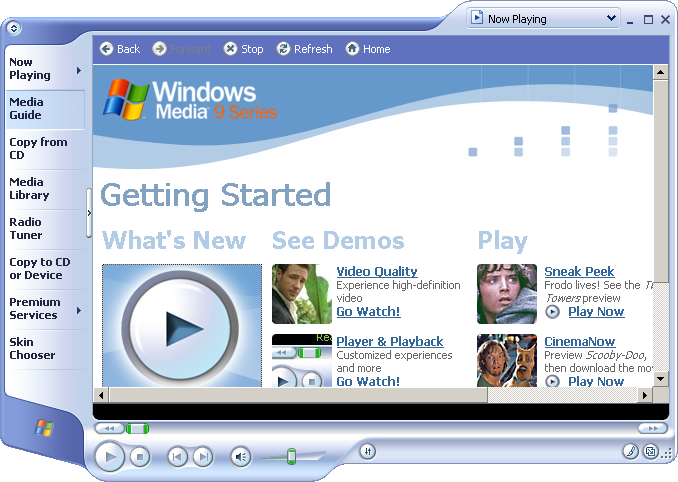 Now Playing
Now
Playing
Media
Guide
Copy from
CD
Media
Library
Radio
Tuner
Copy to CD
or Device
Premium
Services
Skin
Chooser
Back Forward Stop Refresh Home
Windows
Media 9 Series
Getting Started
What's New
See Demos
Video Quality
Experience high-definition
video
Go Watch!
Player & Playback
Customized experiences
and more
Go Watch!
Play
Sneak Peek
Frodo lives! See the
Towers preview
Play Now
CinemaNow
Preview Scooby-Doo,
then download the
Play Now